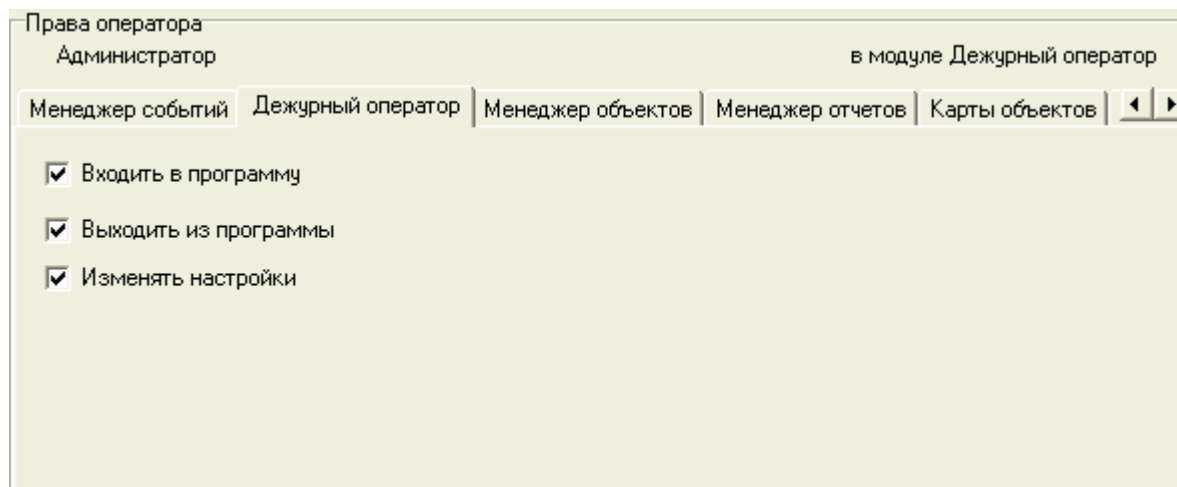 Права оператора
Администратор в модуле Дежурный оператор
Менеджер событий Дежурный оператор Менеджер объектов Менеджер отчетов Карты объектов
Входить в программу
Выходить из программы
Изменять настройки